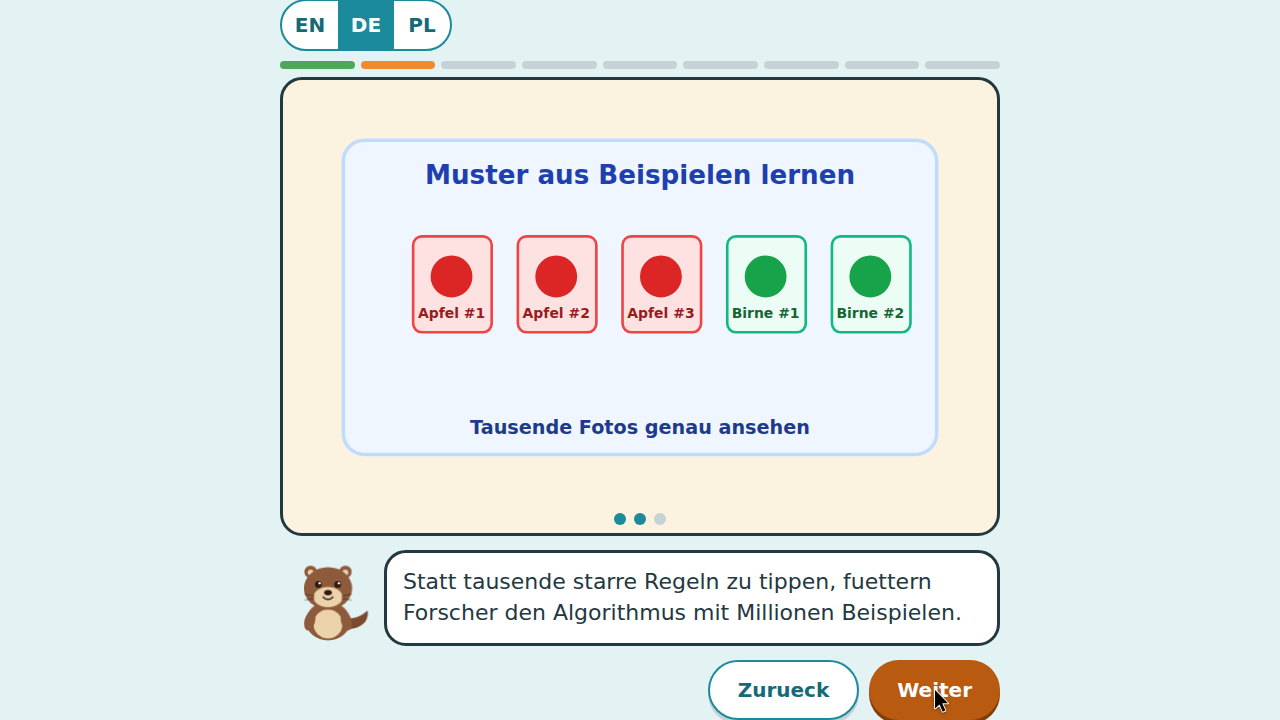 EN DE PL
Muster aus Beispielen lernen
Apfel #1 Apfel #2 Apfel #3 Birne #1 Birne #2
Tausende Fotos genau ansehen
Statt tausende starre Regeln zu tippen, fuettern
Forscher den Algorithmus mit Millionen Beispielen.
Zurueck Weiter